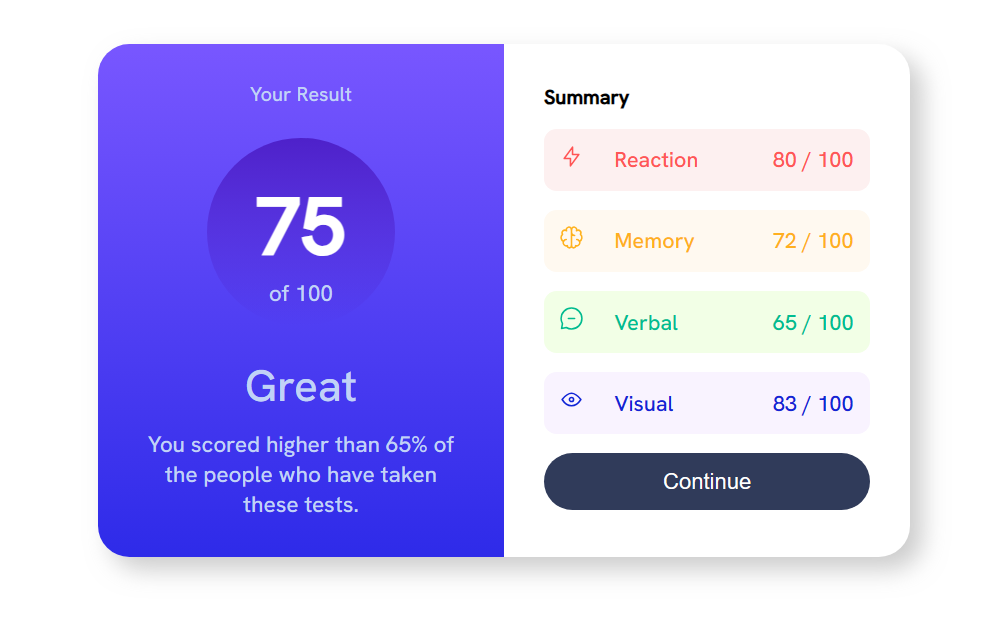 Your Result
75
of 100
Great
You scored higher than 65% of
the people who have taken
these tests.
Summary
Reaction 80 / 100
Memory 72 / 100
Verbal 65 / 100
Visual 83 / 100
Continue